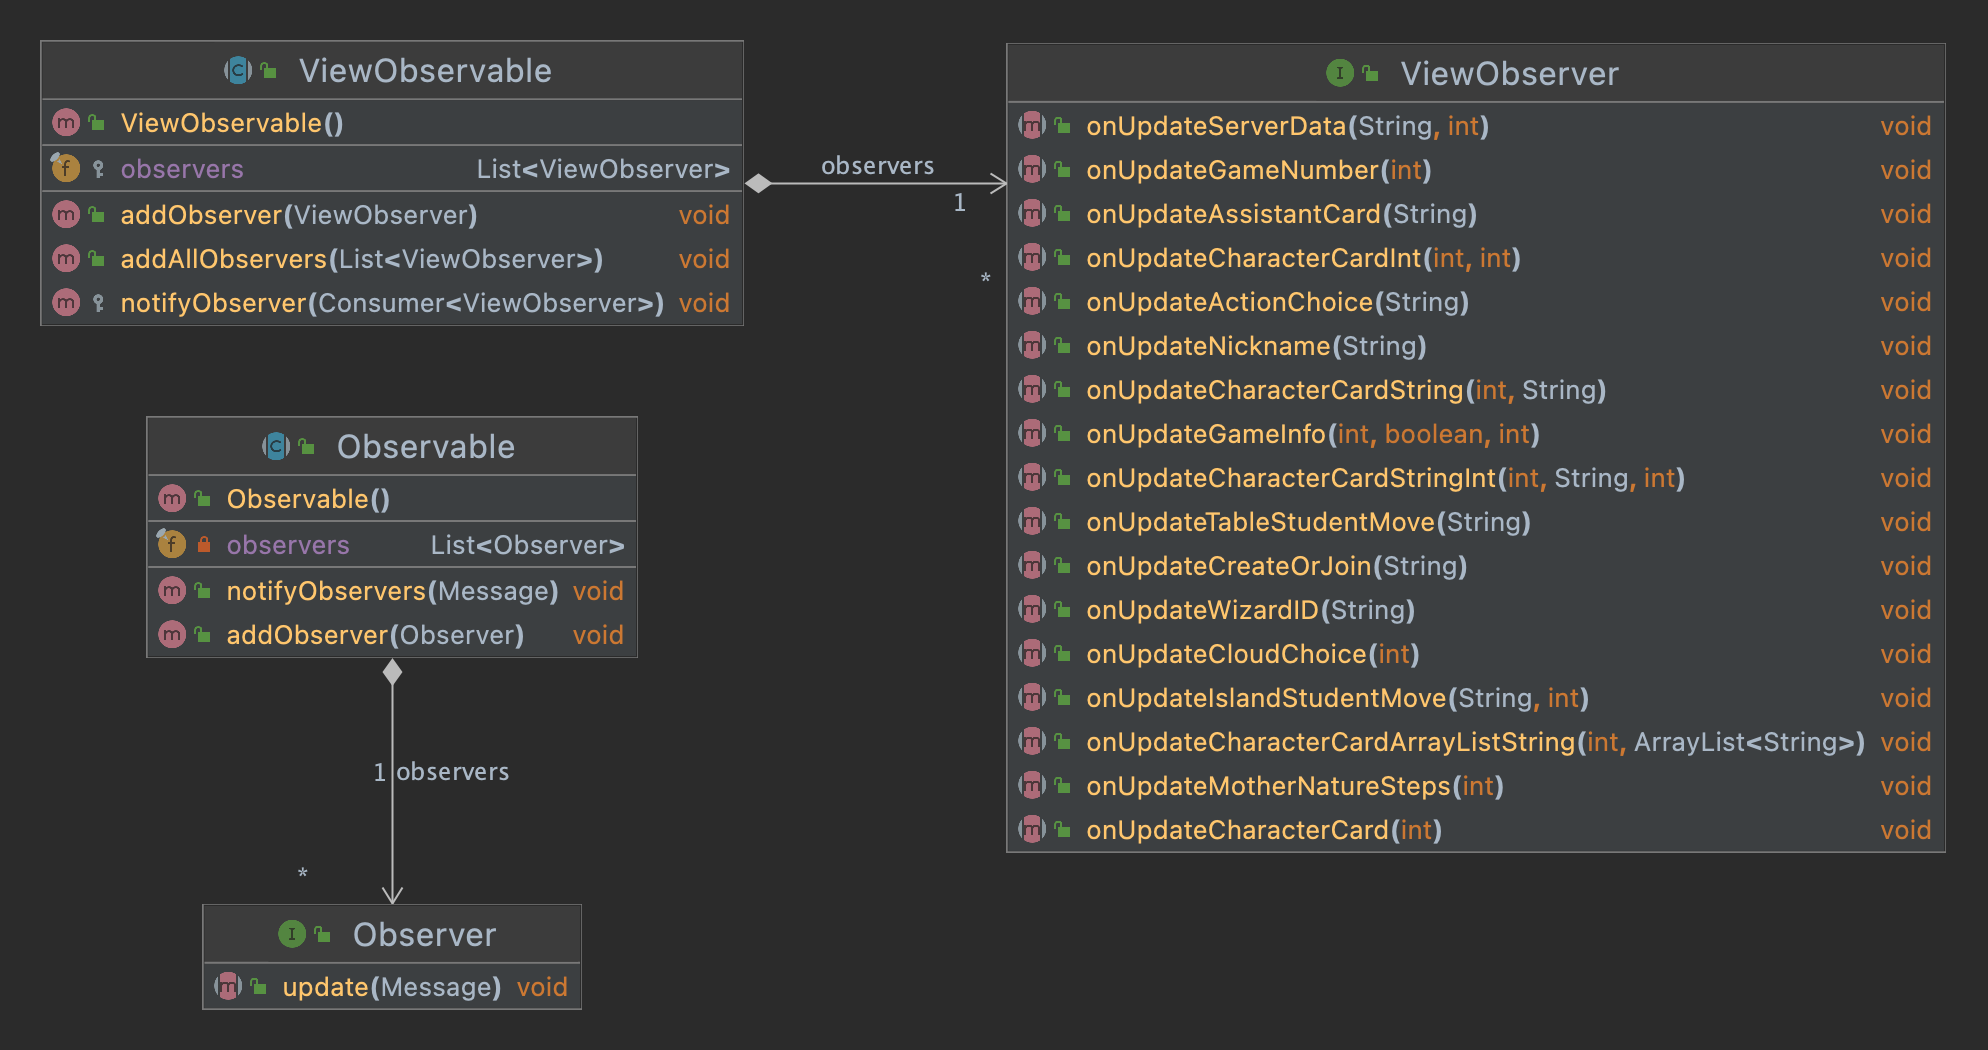 ViewObservable
ViewObservable()
observers List<ViewObserver>
addObserver(ViewObserver) void
addAllObservers(List<ViewObserver>) void
notifyObserver(Consumer<ViewObserver>) void
observers
1
*
ViewObserver
onUpdateServerData(String, int) void
onUpdateGameNumber(int) void
onUpdateAssistantCard(String) void
onUpdateCharacterCardInt(int, int) void
onUpdateActionChoice(String) void
onUpdateNickname(String) void
onUpdateCharacterCardString(int, String) void
onUpdateGameInfo(int, boolean, int) void
onUpdateCharacterCardStringInt(int, String, int) void
onUpdateTableStudentMove(String) void
onUpdateCreateOrJoin(String) void
onUpdateWizardID(String) void
onUpdateCloudChoice(int) void
onUpdateIslandStudentMove(String, int) void
onUpdateCharacterCardArrayListString(int, ArrayList<String>) void
onUpdateMotherNatureSteps(int) void
onUpdateCharacterCard(int) void
Observable
Observable()
observers List<Observer>
notifyObservers(Message) void
addObserver(Observer) void
1 observers
*
Observer
update(Message) void